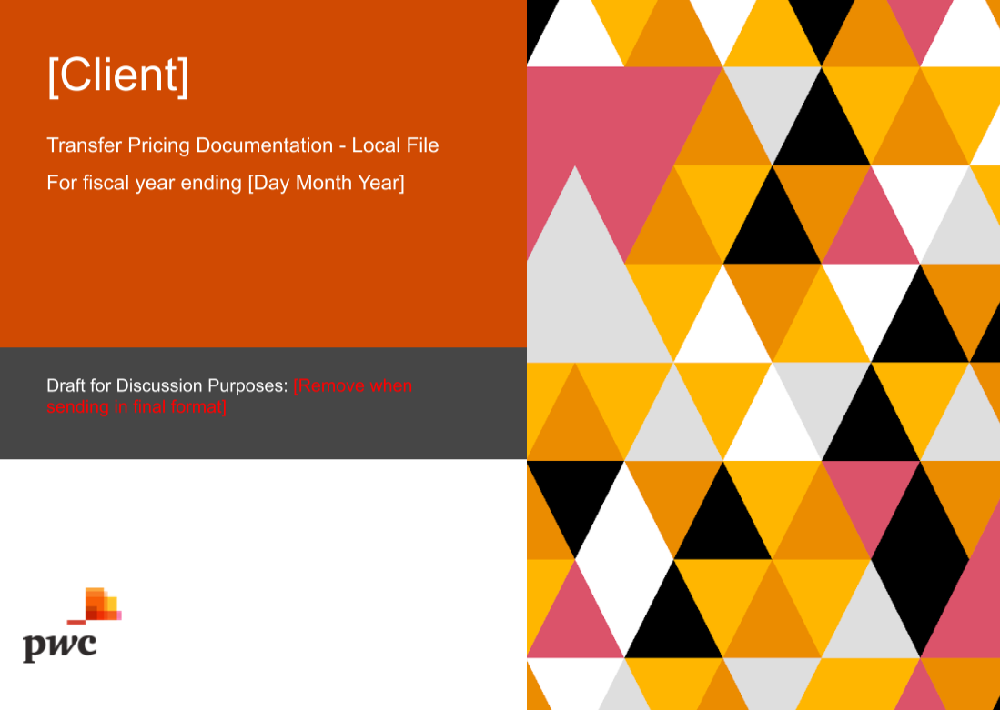 [Client]
Transfer Pricing Documentation - Local File
For fiscal year ending [Day Month Year]
Draft for Discussion Purposes: [Remove when
sending in final format]
pwc